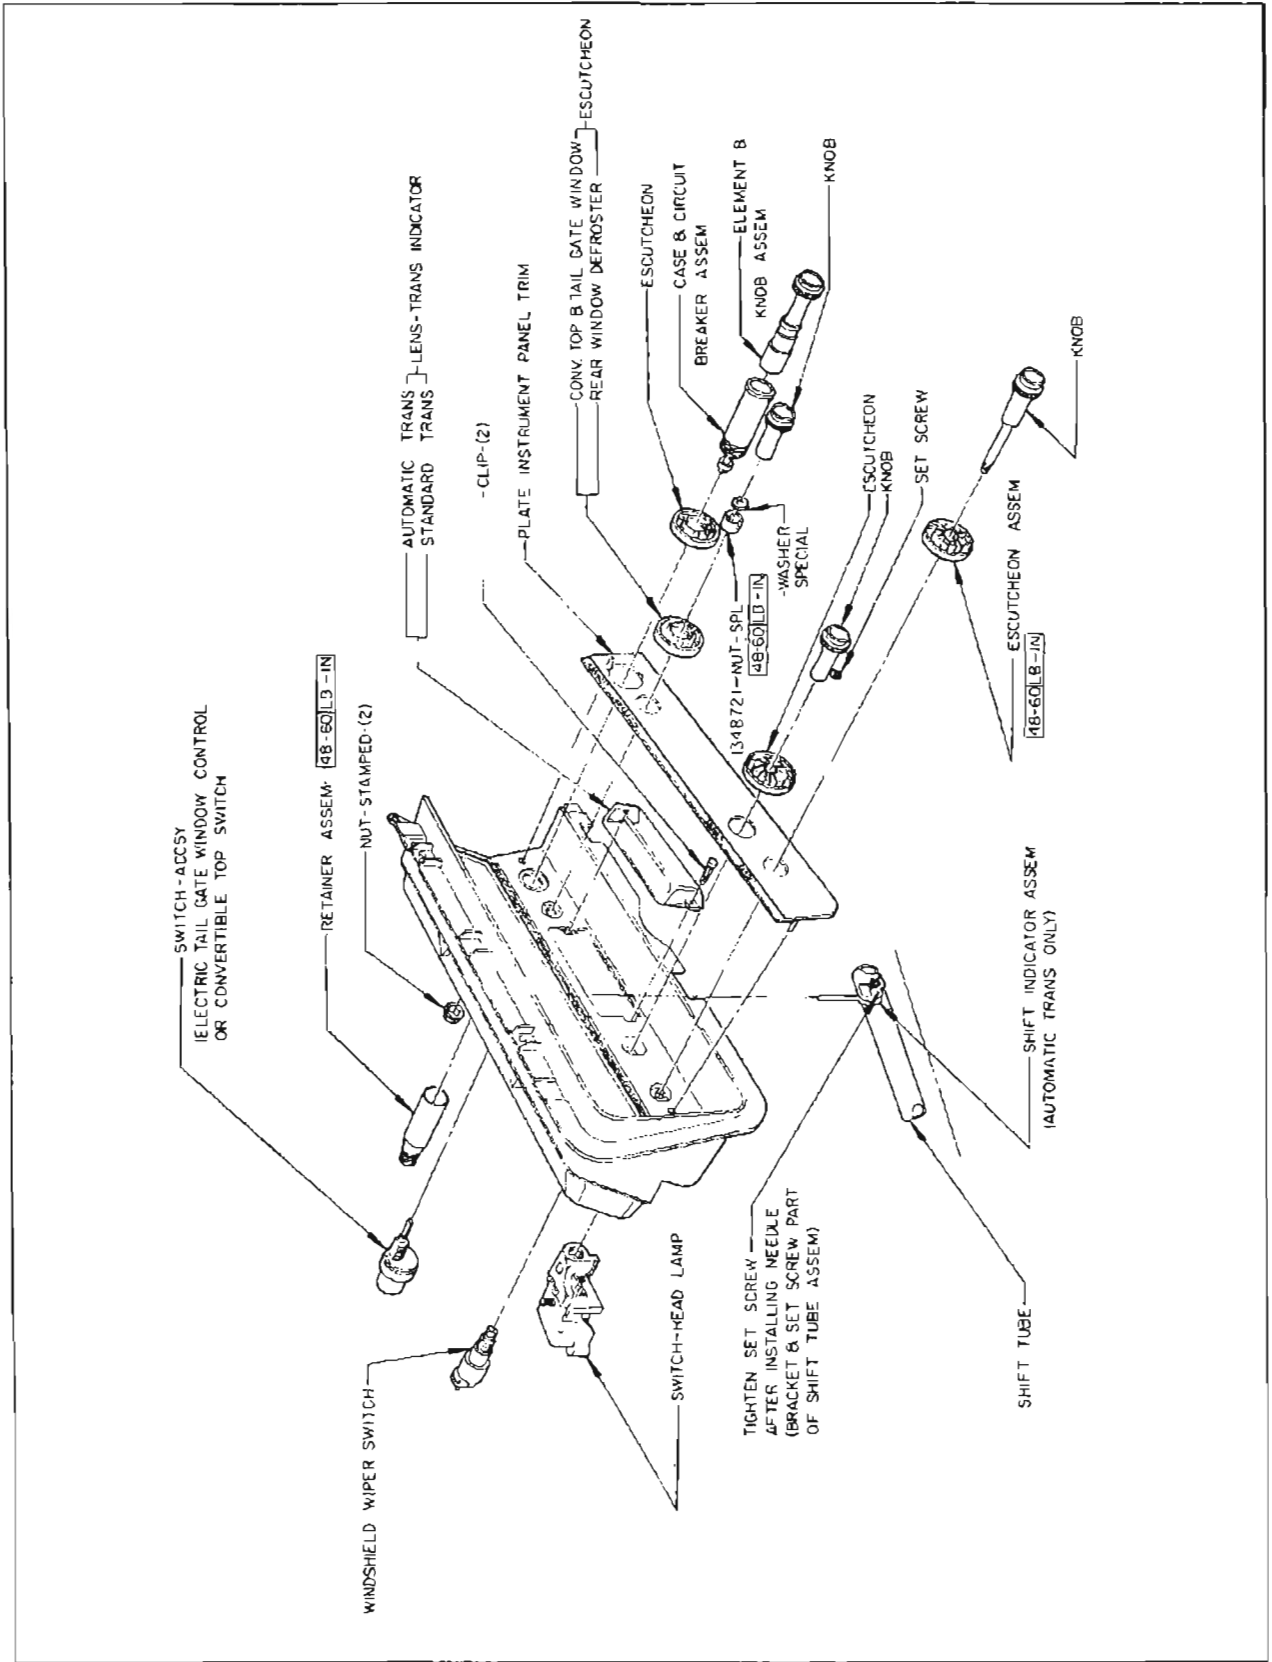 SWITCH-ACCSY
(ELECTRIC TAIL GATE WINDOW CONTROL
OR CONVERTIBLE TOP SWITCH
RETAINER ASSEM- 48-60 LB-IN
NUT-STAMPED-(2)
WINDSHIELD WIPER SWITCH
AUTOMATIC TRANS
STANDARD TRANS
LENS-TRANS INDICATOR
-CLIP-(2)
PLATE INSTRUMENT PANEL TRIM
CONV. TOP & TAIL GATE WINDOW
REAR WINDOW DEFROSTER
ESCUTCHEON
ESCUTCHEON
CASE & CIRCUIT
BREAKER ASSEM
ELEMENT &
KNOB ASSEM
KNOB
1348721-NUT-SPL
48-60 LB-IN
-WASHER
SPECIAL
ESCUTCHEON
KNOB
SET SCREW
KNOB
ESCUTCHEON ASSEM
48-60 LB-IN
SWITCH-HEAD LAMP
TIGHTEN SET SCREW
AFTER INSTALLING NEEDLE
(BRACKET & SET SCREW PART
OF SHIFT TUBE ASSEM)
SHIFT INDICATOR ASSEM
(AUTOMATIC TRANS ONLY)
SHIFT TUBE